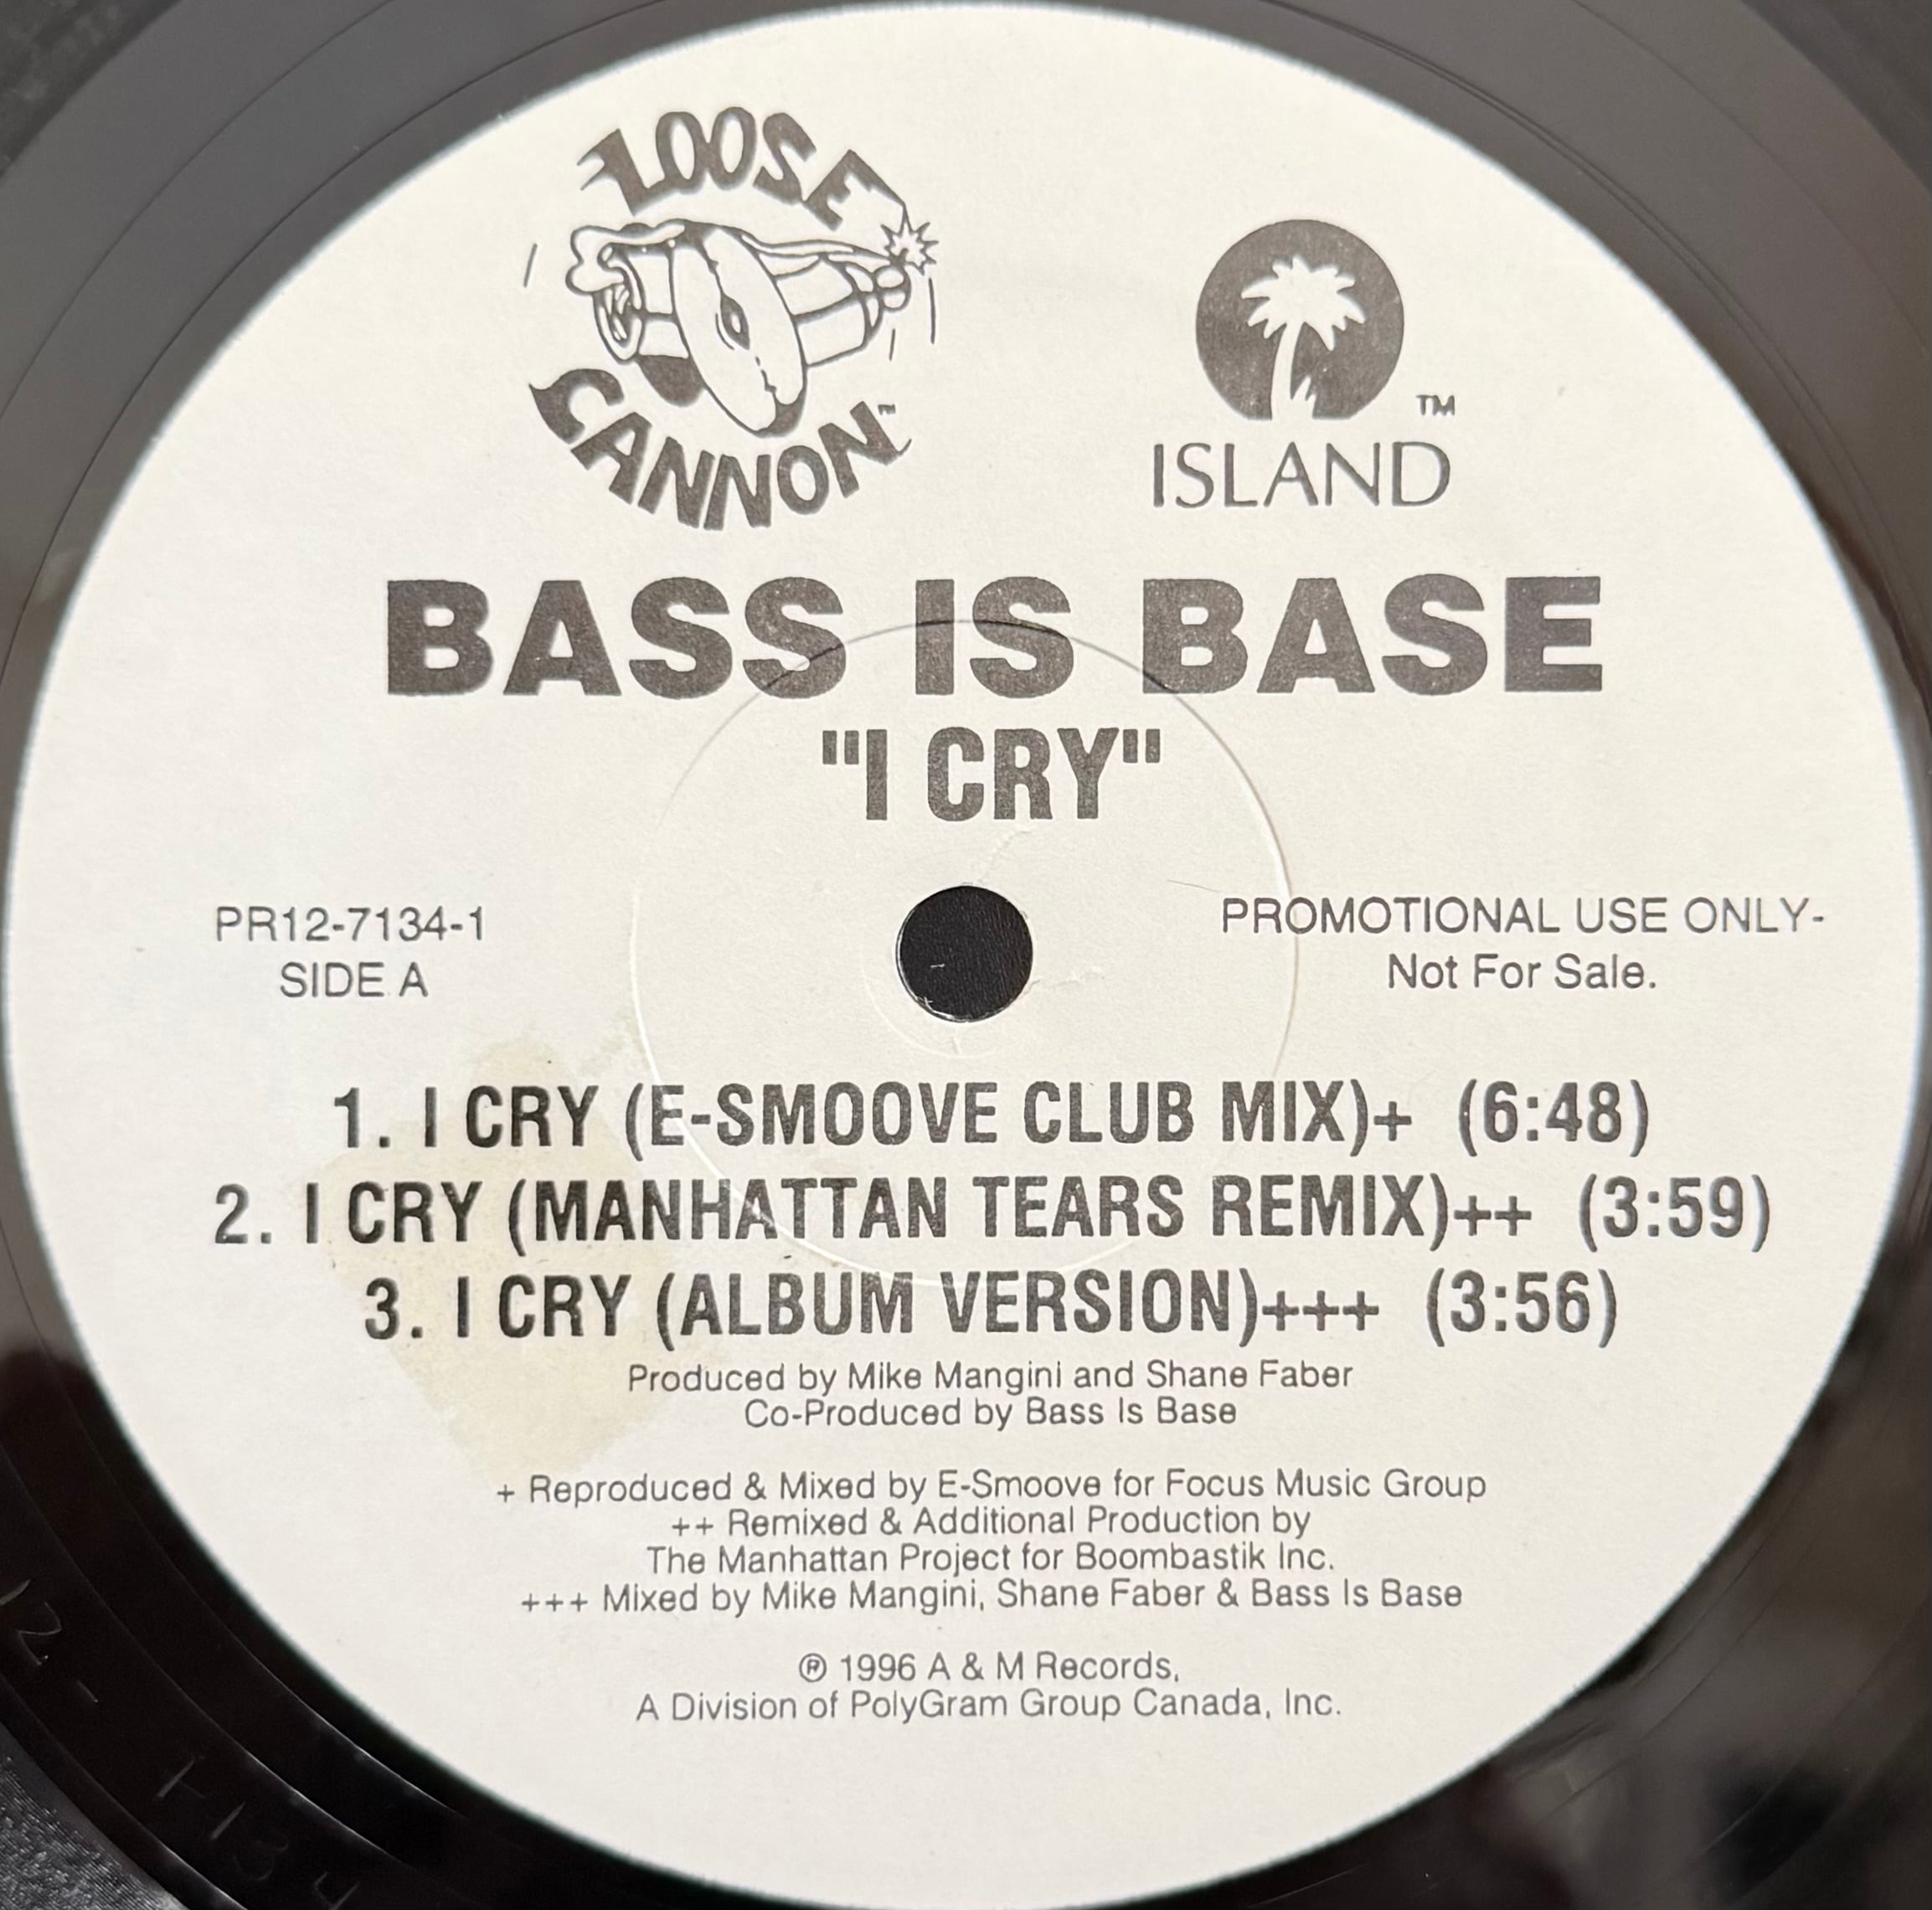 LOOSE
CANNON™
TM
ISLAND
BASS IS BASE
"I CRY"
PR12-7134-1
SIDE A
PROMOTIONAL USE ONLY-
Not For Sale.
1. I CRY (E-SMOOVE CLUB MIX)+ (6:48)
2. I CRY (MANHATTAN TEARS REMIX)++ (3:59)
3. I CRY (ALBUM VERSION)+++ (3:56)
Produced by Mike Mangini and Shane Faber
Co-Produced by Bass Is Base
+ Reproduced & Mixed by E-Smoove for Focus Music Group
++ Remixed & Additional Production by
The Manhattan Project for Boombastik Inc.
+++ Mixed by Mike Mangini, Shane Faber & Bass Is Base
℗ 1996 A & M Records,
A Division of PolyGram Group Canada, Inc.